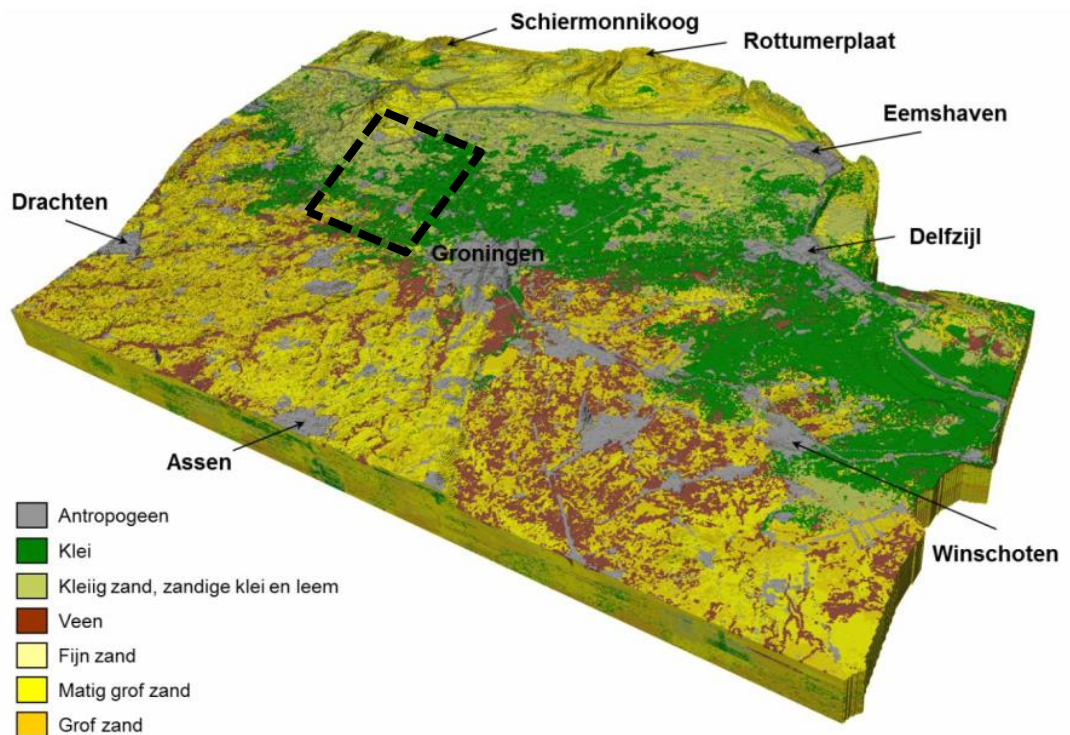 Schiermonnikoog
Rottumerplaat
Eemshaven
Drachten
Delfzijl
Groningen
Assen
Winschoten
Antropogeen
Klei
Kleiig zand, zandige klei en leem
Veen
Fijn zand
Matig grof zand
Grof zand